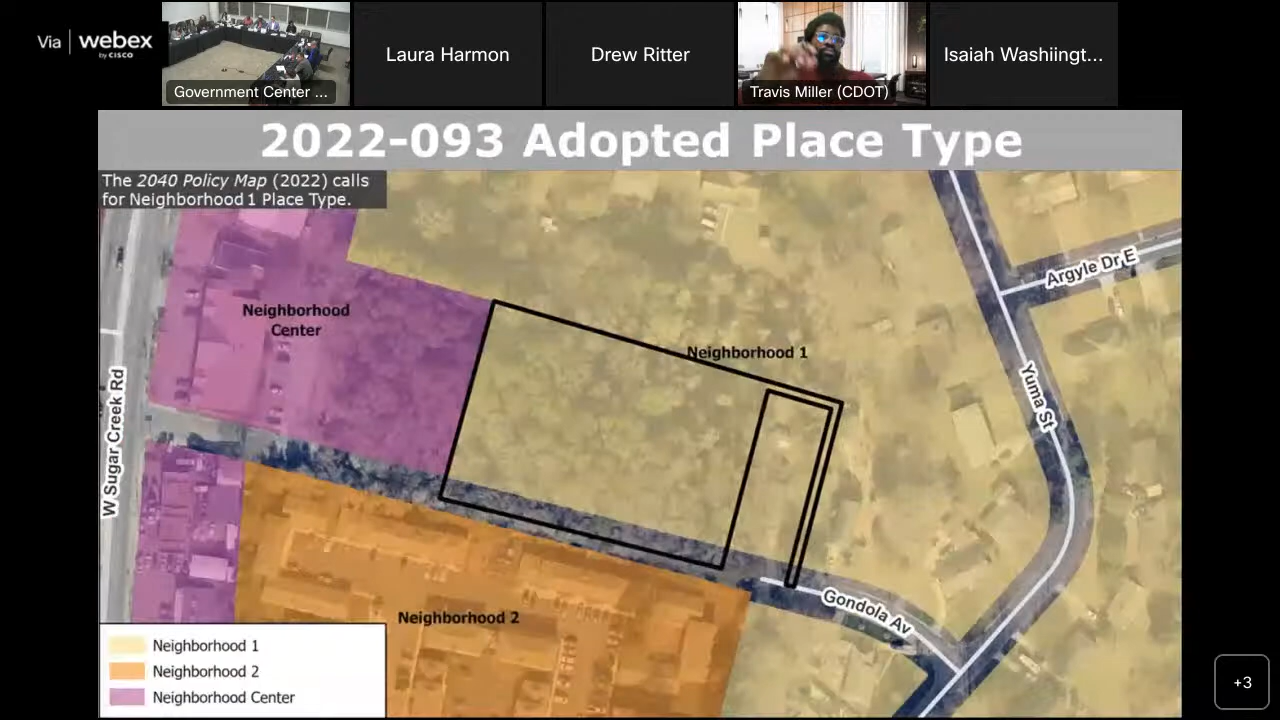 Via | webex
by CISCO
Government Center ...
Laura Harmon
Drew Ritter
Travis Miller (CDOT)
Isaiah Washiingt...
2022-093 Adopted Place Type
The 2040 Policy Map (2022) calls
for Neighborhood 1 Place Type.
Argyle Dr E
Neighborhood
Center
Neighborhood 1
Yuma St
W Sugar Creek Rd
Gondola Av
Neighborhood 2
Neighborhood 1
Neighborhood 2
Neighborhood Center
+3